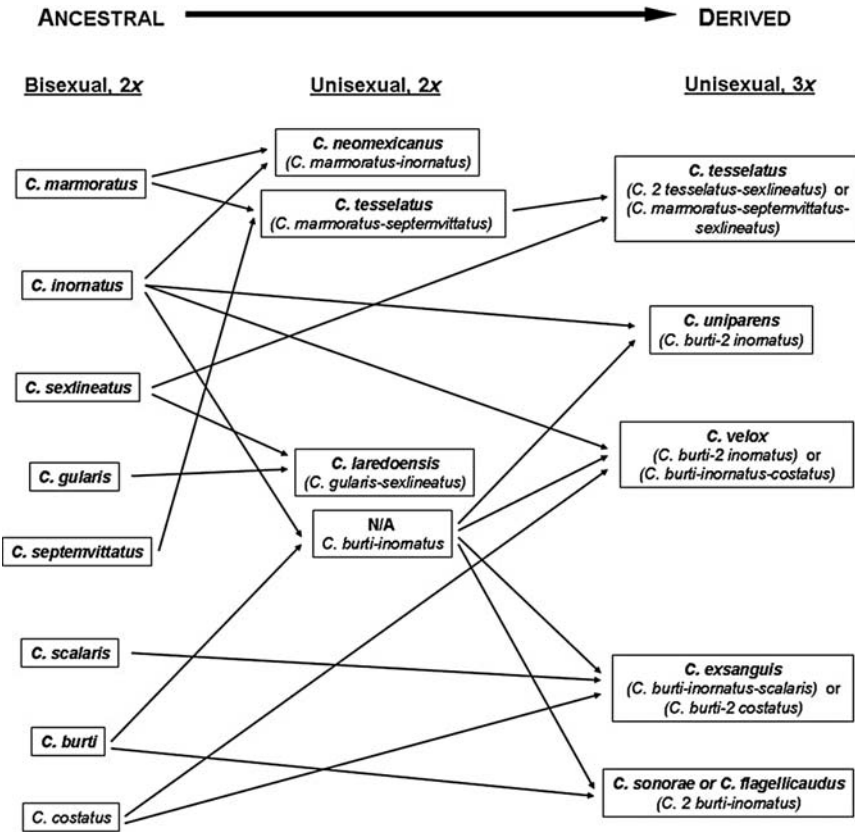 ANCESTRAL
DERIVED
Bisexual, 2x
Unisexual, 2x
Unisexual, 3x
C. marmoratus
C. inornatus
C. sexlineatus
C. gularis
C. septemvittatus
C. scalaris
C. burti
C. costatus
C. neomexicanus
(C. marmoratus-inornatus)
C. tesselatus
(C. marmoratus-septemvittatus)
C. laredoensis
(C. gularis-sexlineatus)
N/A
C. burti-inornatus
C. tesselatus
(C. 2 tesselatus-sexlineatus) or
(C. marmoratus-septemvittatus-
sexlineatus)
C. uniparens
(C. burti-2 inornatus)
C. velox
(C. burti-2 inornatus) or
(C. burti-inornatus-costatus)
C. exsanguis
(C. burti-inornatus-scalaris) or
(C. burti-2 costatus)
C. sonorae or C. flagellicaudus
(C. 2 burti-inornatus)